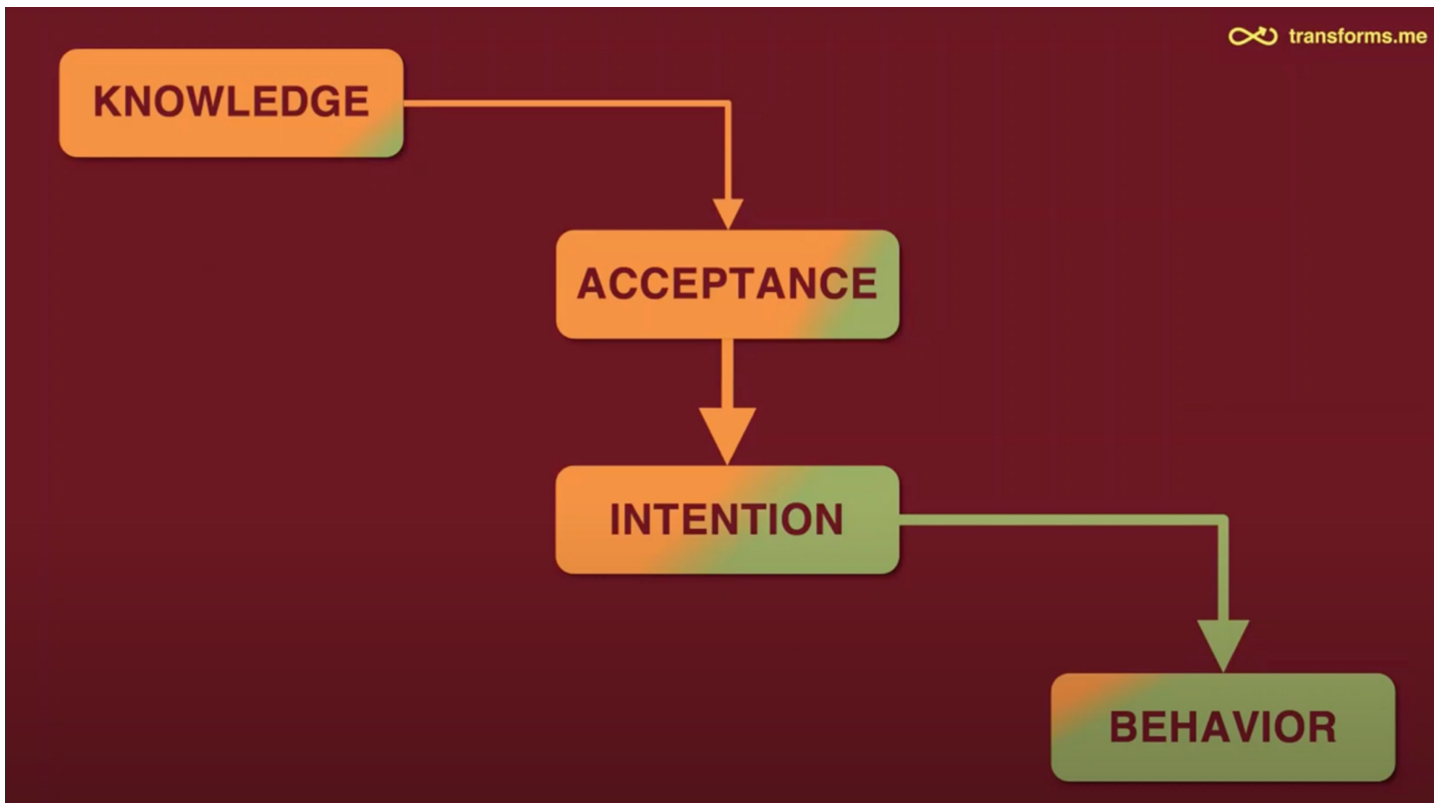 transforms.me
KNOWLEDGE
ACCEPTANCE
INTENTION
BEHAVIOR